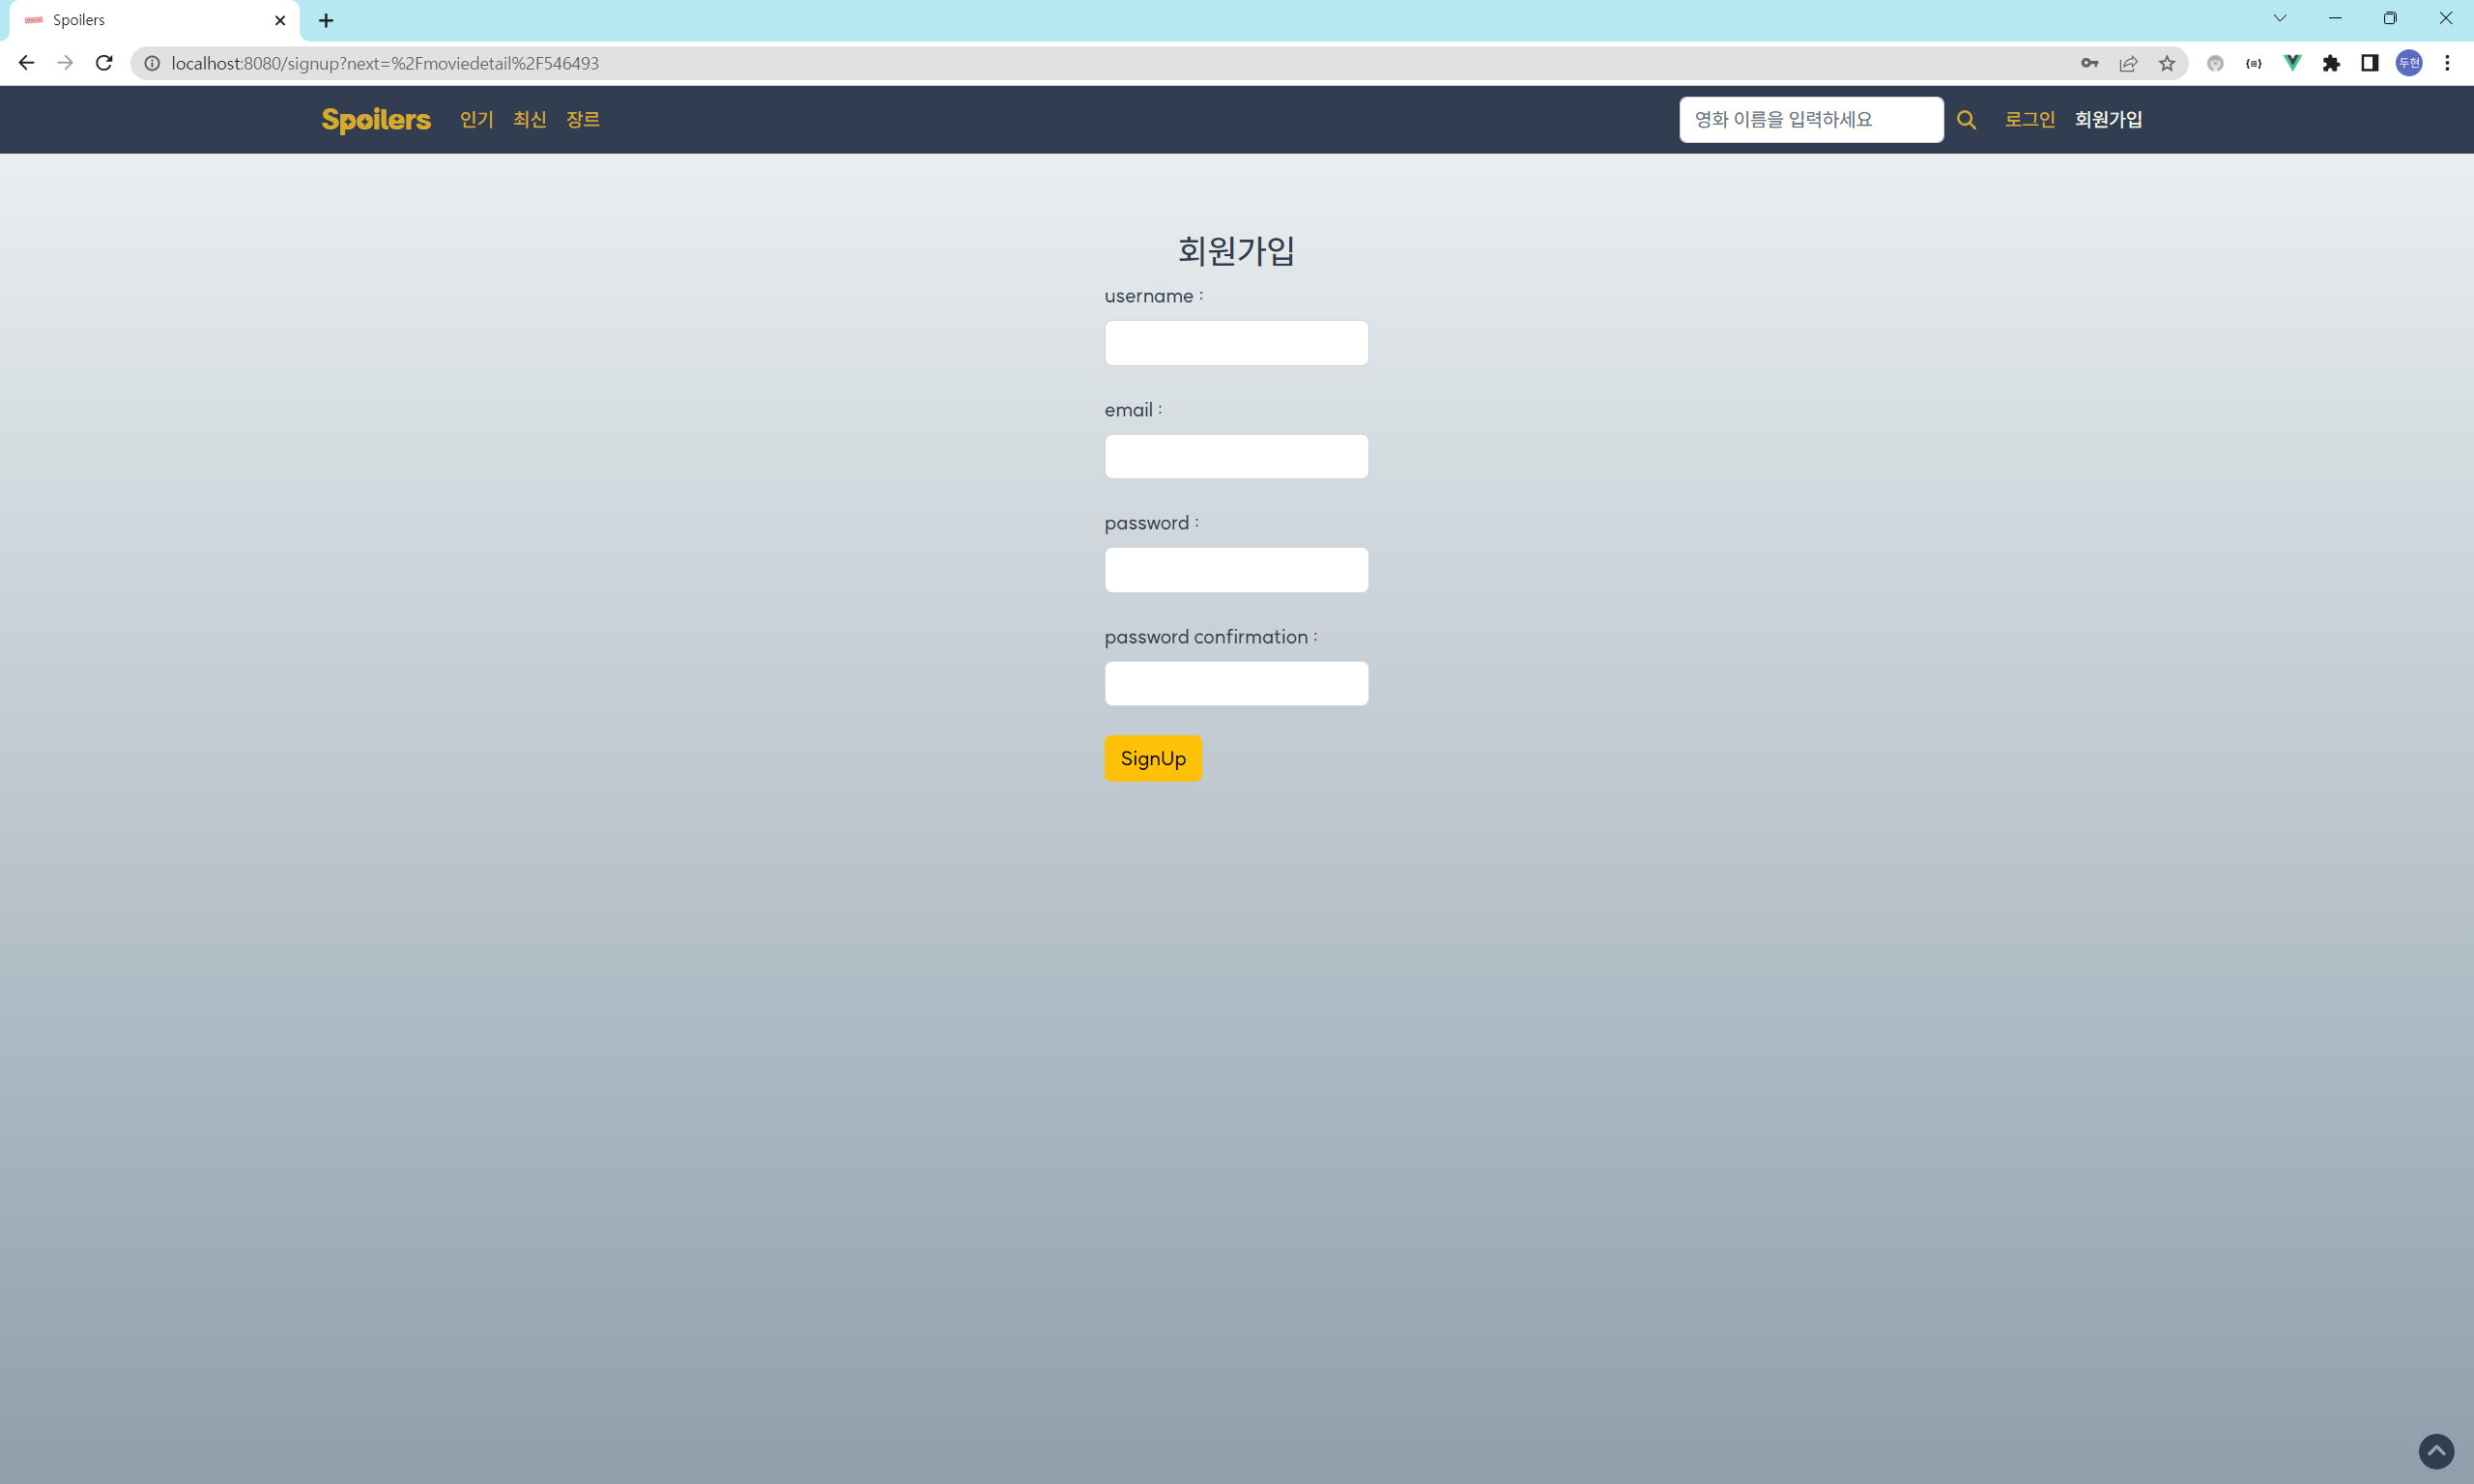 Spoilers
localhost:8080/signup?next=%2Fmoviedetail%2F546493
두현
Spoilers 인기 최신 장르 영화 이름을 입력하세요 로그인 회원가입
회원가입
username :
email :
password :
password confirmation :
SignUp